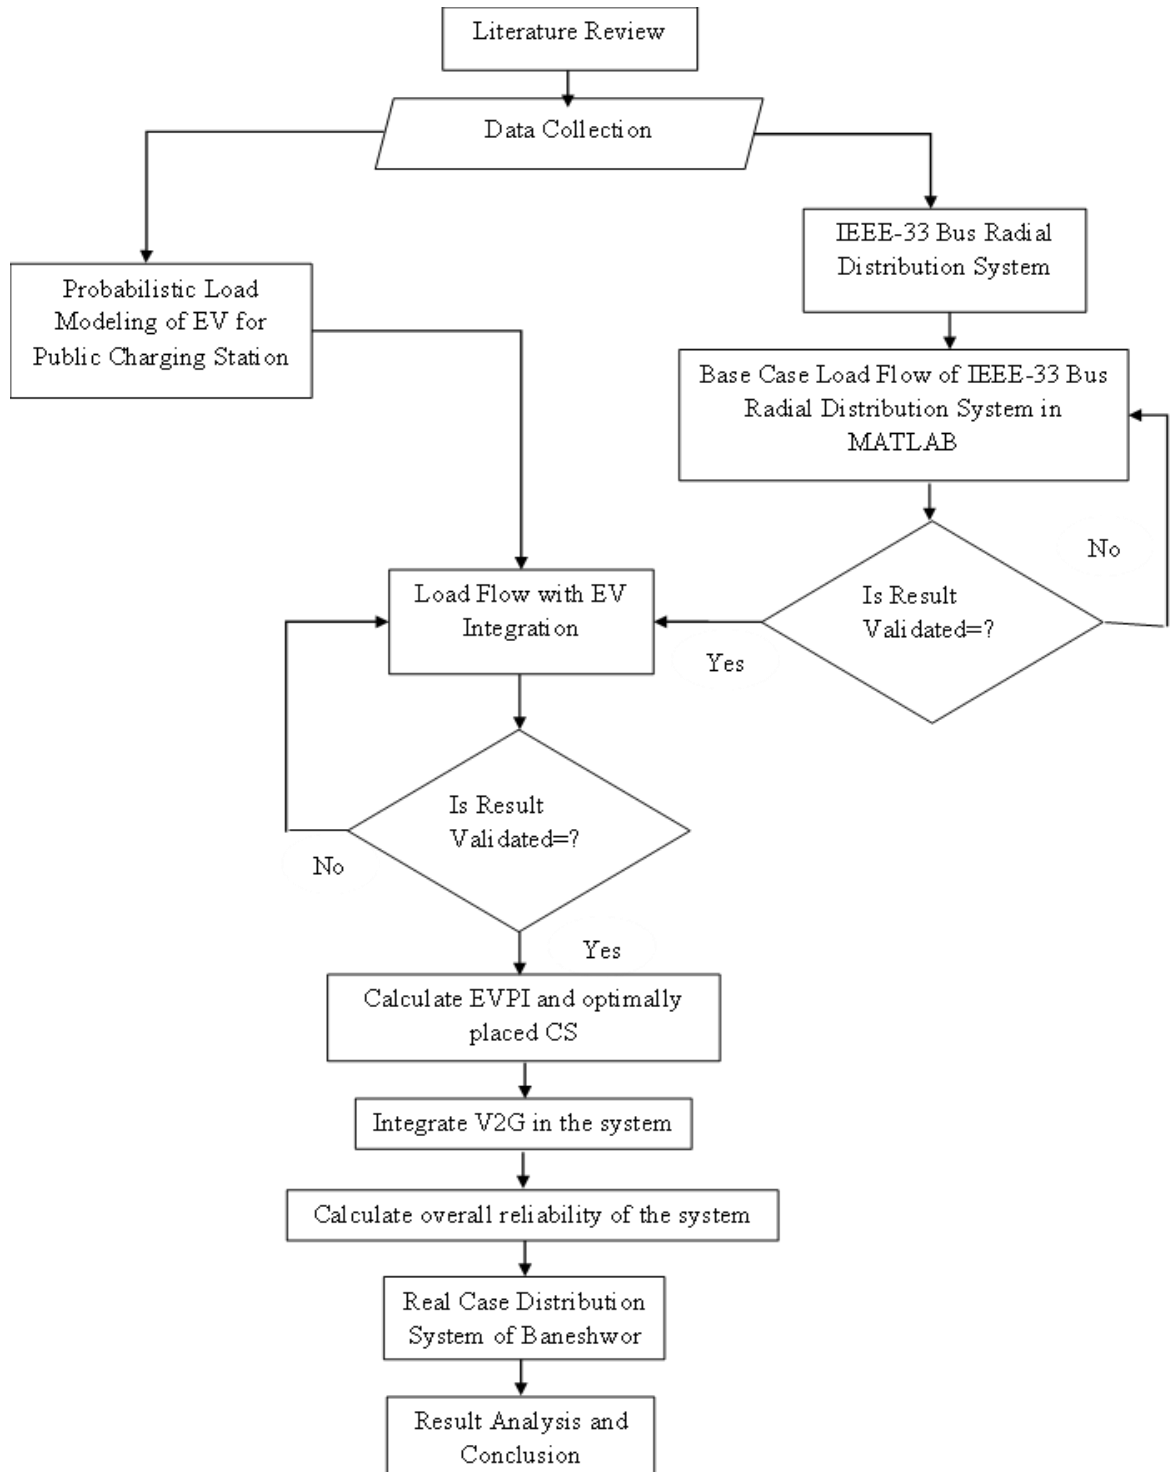 Literature Review
Data Collection
IEEE-33 Bus Radial
Distribution System
Probabilistic Load
Modeling of EV for
Public Charging Station
Base Case Load Flow of IEEE-33 Bus
Radial Distribution System in
MATLAB
No
Is Result
Validated=?
Load Flow with EV
Integration
Yes
Is Result
Validated=?
No
Yes
Calculate EVPI and optimally
placed CS
Integrate V2G in the system
Calculate overall reliability of the system
Real Case Distribution
System of Baneshwor
Result Analysis and
Conclusion